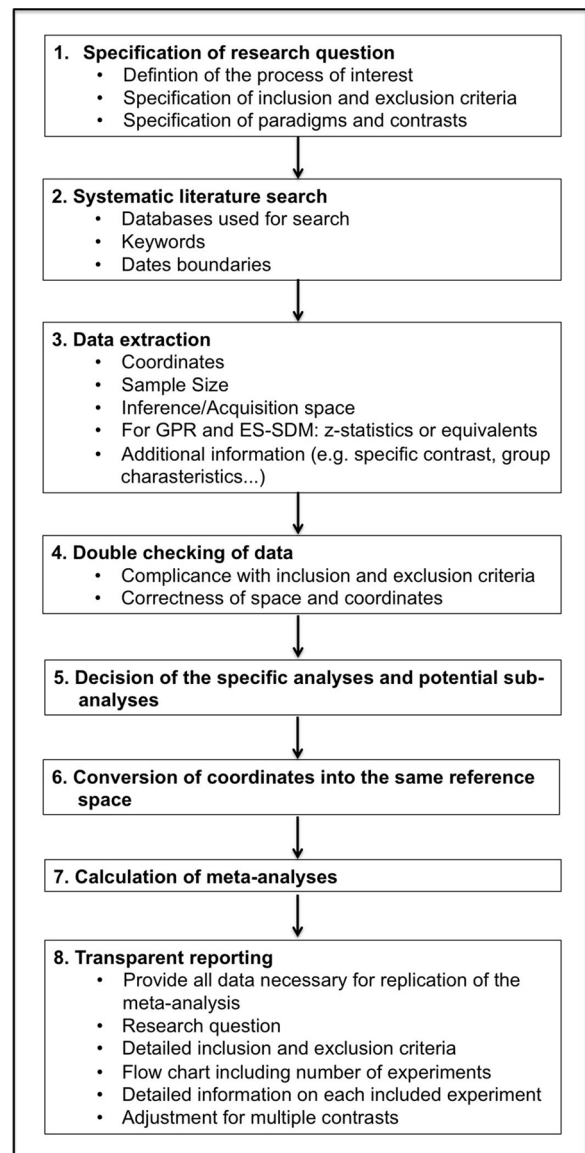 1. Specification of research question
• Defintion of the process of interest
• Specification of inclusion and exclusion criteria
• Specification of paradigms and contrasts
2. Systematic literature search
• Databases used for search
• Keywords
• Dates boundaries
3. Data extraction
• Coordinates
• Sample Size
• Inference/Acquisition space
• For GPR and ES-SDM: z-statistics or equivalents
• Additional information (e.g. specific contrast, group
charasteristics...)
4. Double checking of data
• Complicance with inclusion and exclusion criteria
• Correctness of space and coordinates
5. Decision of the specific analyses and potential sub-
analyses
6. Conversion of coordinates into the same reference
space
7. Calculation of meta-analyses
8. Transparent reporting
• Provide all data necessary for replication of the
meta-analysis
• Research question
• Detailed inclusion and exclusion criteria
• Flow chart including number of experiments
• Detailed information on each included experiment
• Adjustment for multiple contrasts